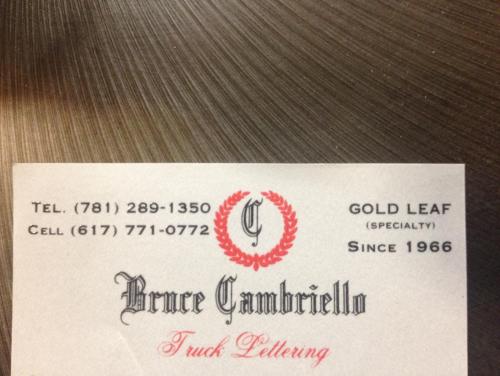 TEL. (781) 289-1350
CELL (617) 771-0772
C
GOLD LEAF
(SPECIALTY)
SINCE 1966
Bruce Cambriello
Truck Lettering